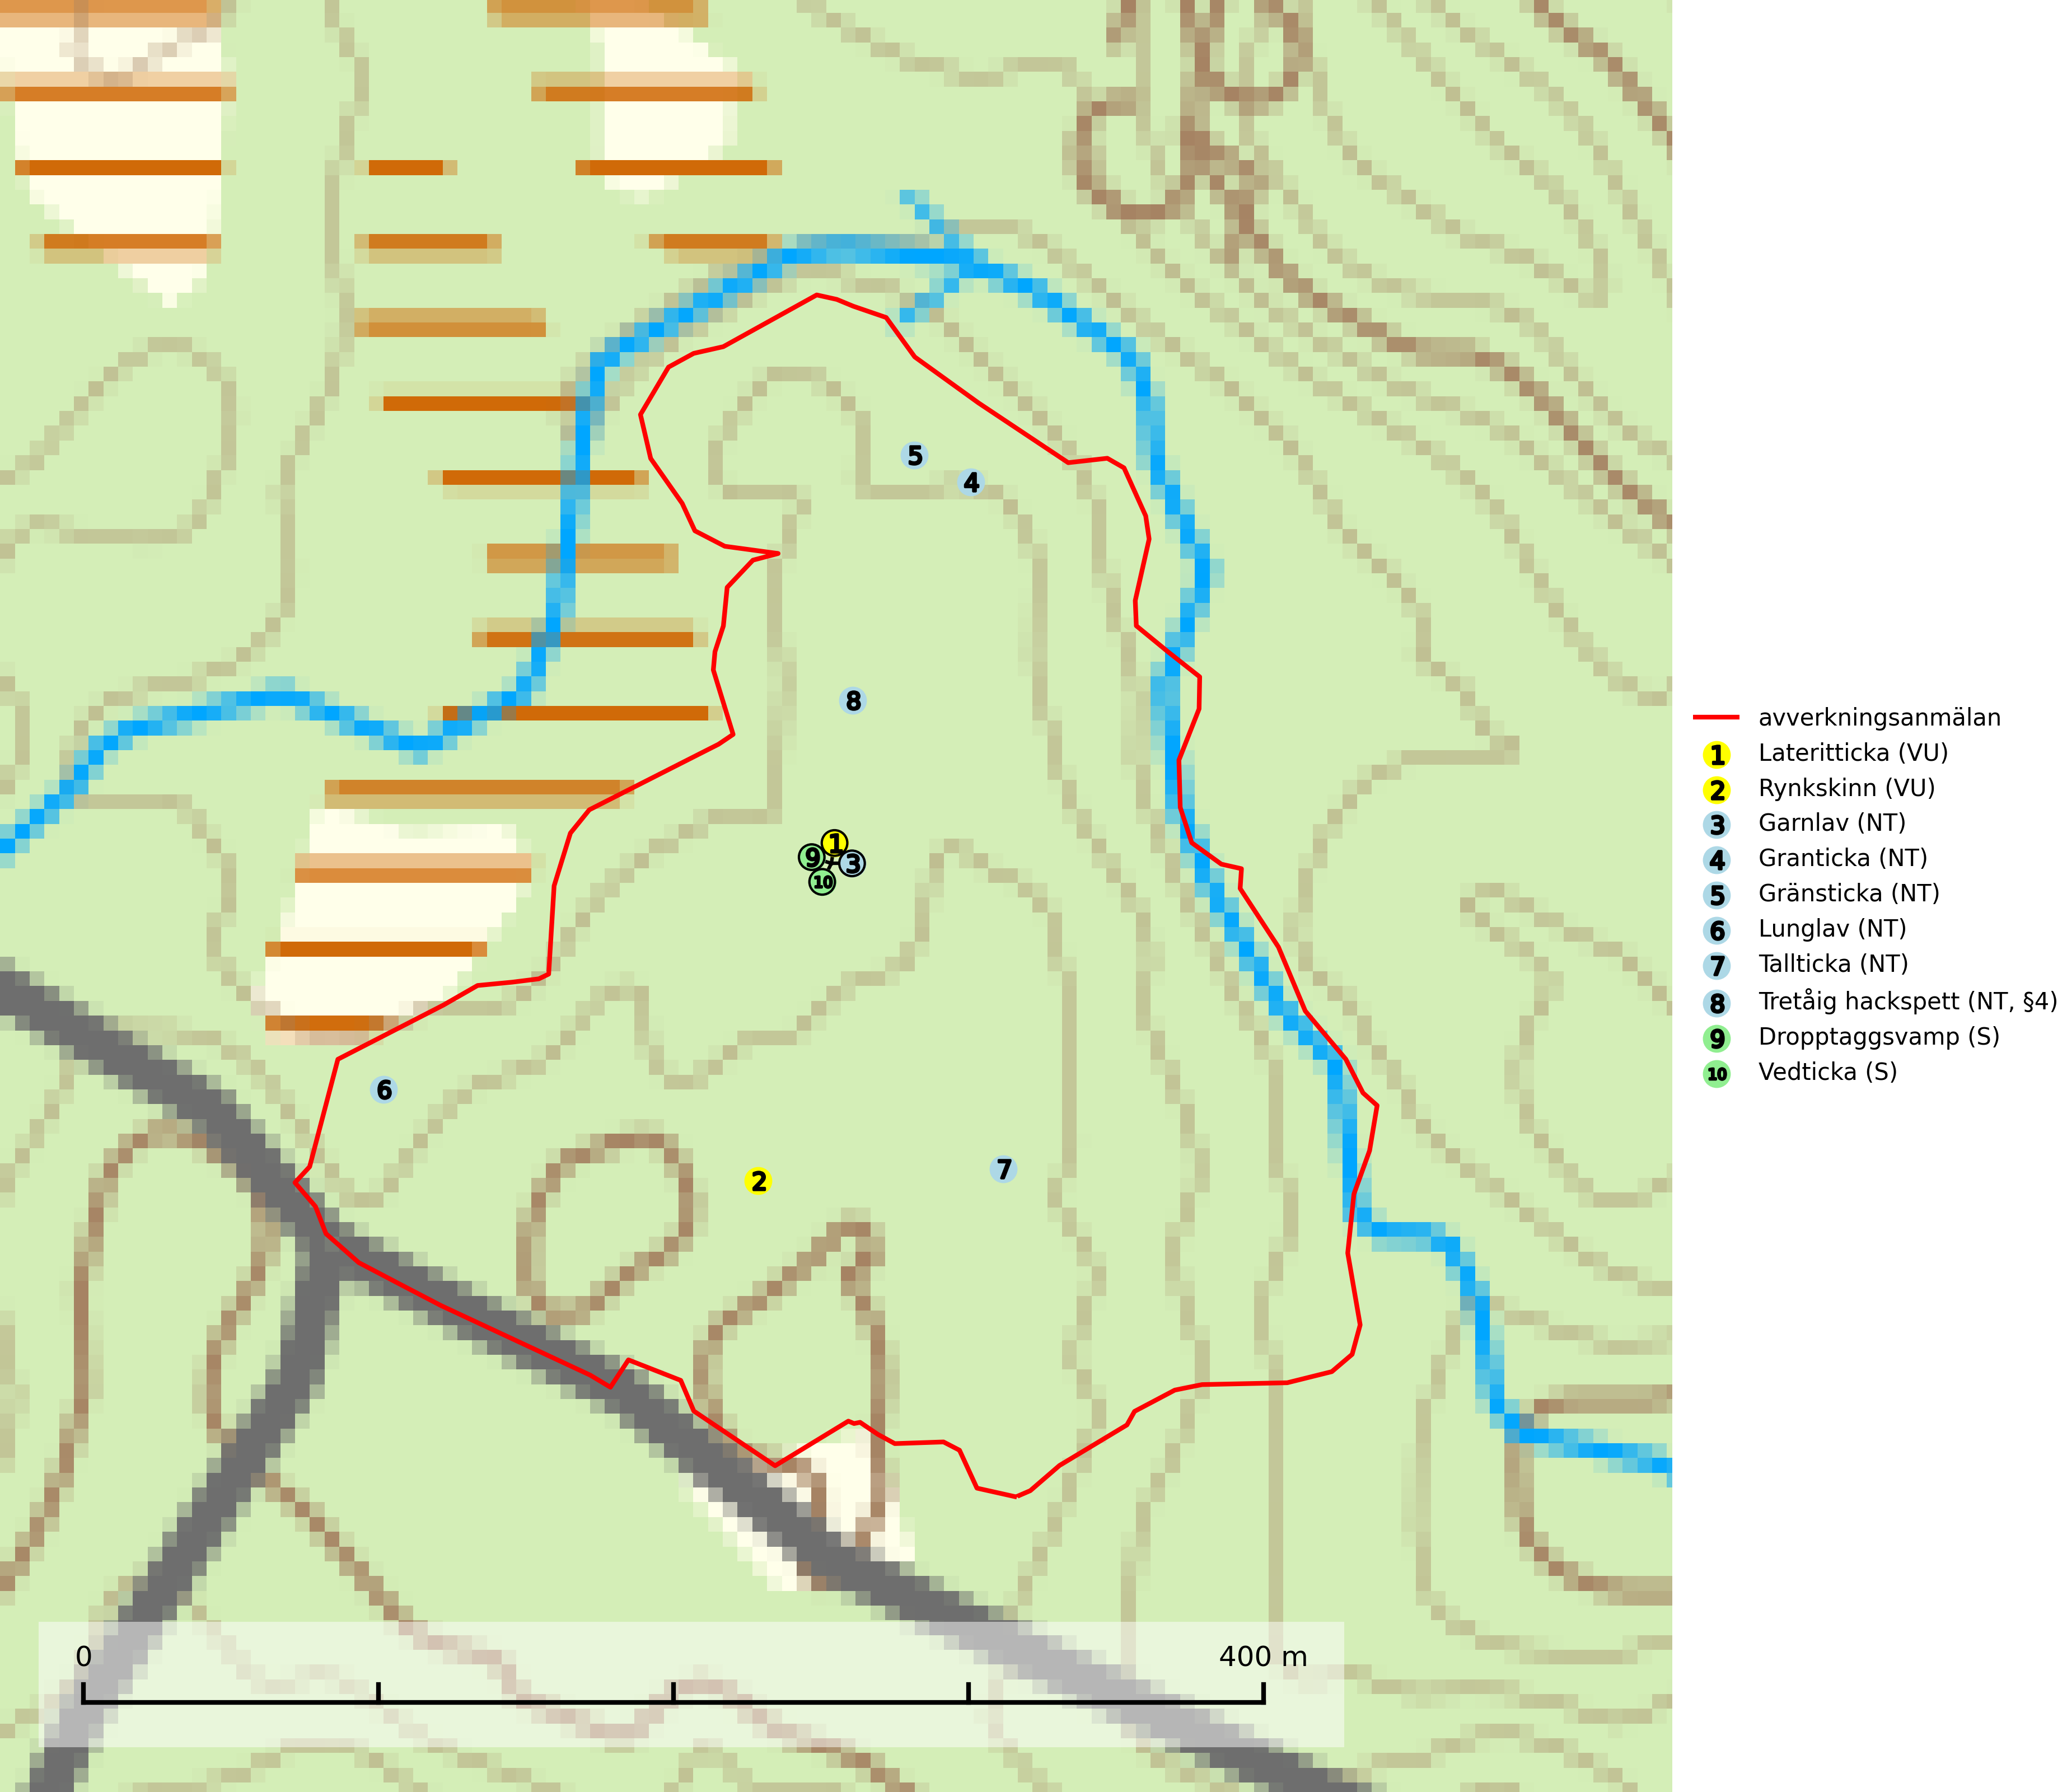 5
4
8
1
9
3
10
6
2
7
0
400 m
avverkningsanmälan
1 Lateritticka (VU)
2 Rynkskinn (VU)
3 Garnlav (NT)
4 Granticka (NT)
5 Gränsticka (NT)
6 Lunglav (NT)
7 Tallticka (NT)
8 Tretåig hackspett (NT, §4)
9 Dropptaggsvamp (S)
10 Vedticka (S)